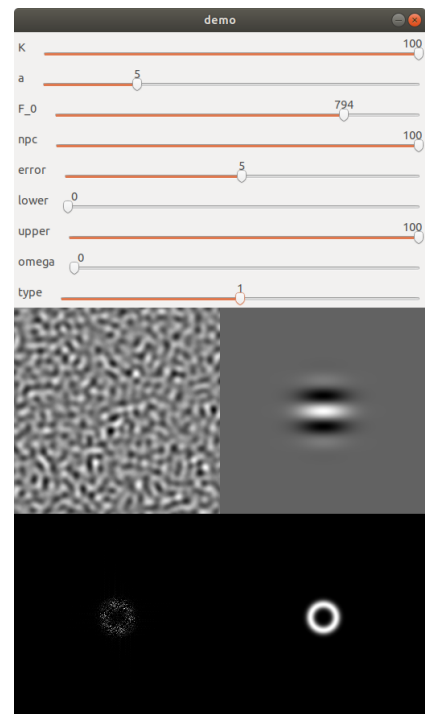 demo
K 100
a 5
F_0 794
npc 100
error 5
lower 0
upper 100
omega 0
type 1